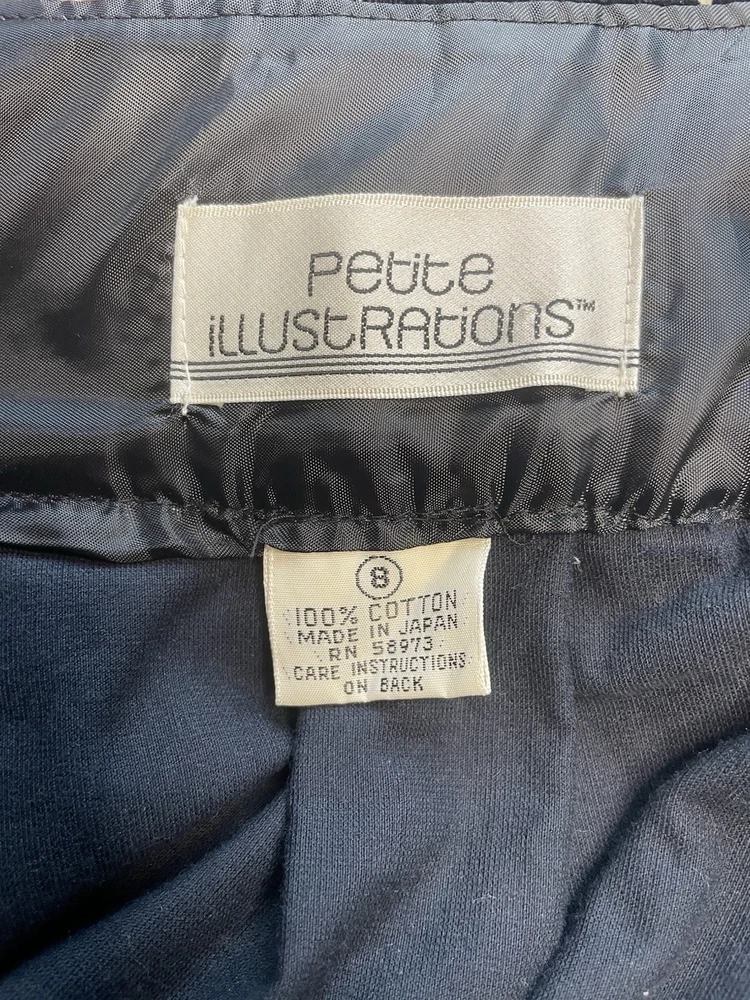 Petite
iLLUStRAtionS™
8
100% COTTON
MADE IN JAPAN
RN 58973
CARE INSTRUCTIONS
ON BACK